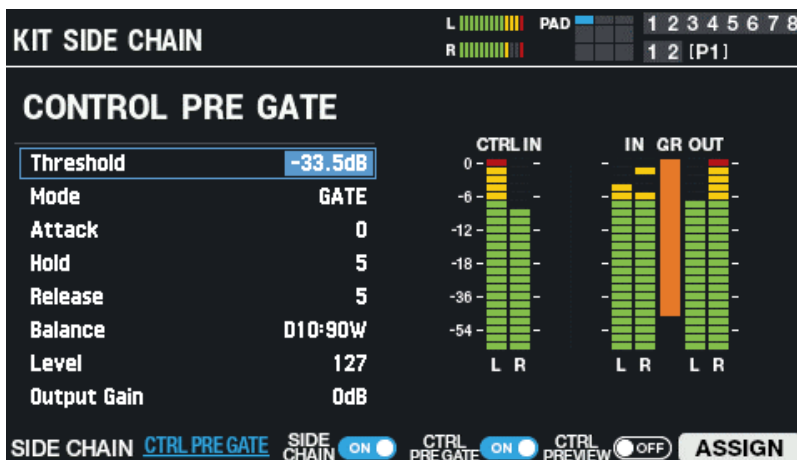 KIT SIDE CHAIN
L PAD 1 2 3 4 5 6 7 8
R 1 2 [P1]
CONTROL PRE GATE
CTRL IN IN GR OUT
Threshold -33.5dB
Mode GATE
Attack 0
Hold 5
Release 5
Balance D10:90W
Level 127
Output Gain 0dB
0
-6
-12
-18
-36
-54
L R L R L R
SIDE CHAIN CTRL PRE GATE SIDE CHAIN ON CTRL PRE GATE ON CTRL PREVIEW OFF ASSIGN